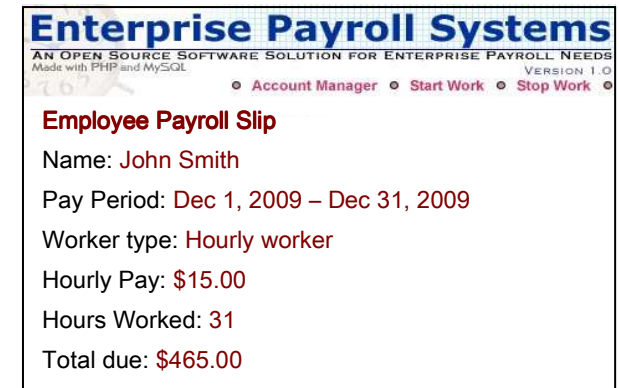 Enterprise Payroll Systems
AN OPEN SOURCE SOFTWARE SOLUTION FOR ENTERPRISE PAYROLL NEEDS
Made with PHP and MySQL
VERSION 1.0
Account Manager Start Work Stop Work
Employee Payroll Slip
Name: John Smith
Pay Period: Dec 1, 2009 – Dec 31, 2009
Worker type: Hourly worker
Hourly Pay: $15.00
Hours Worked: 31
Total due: $465.00